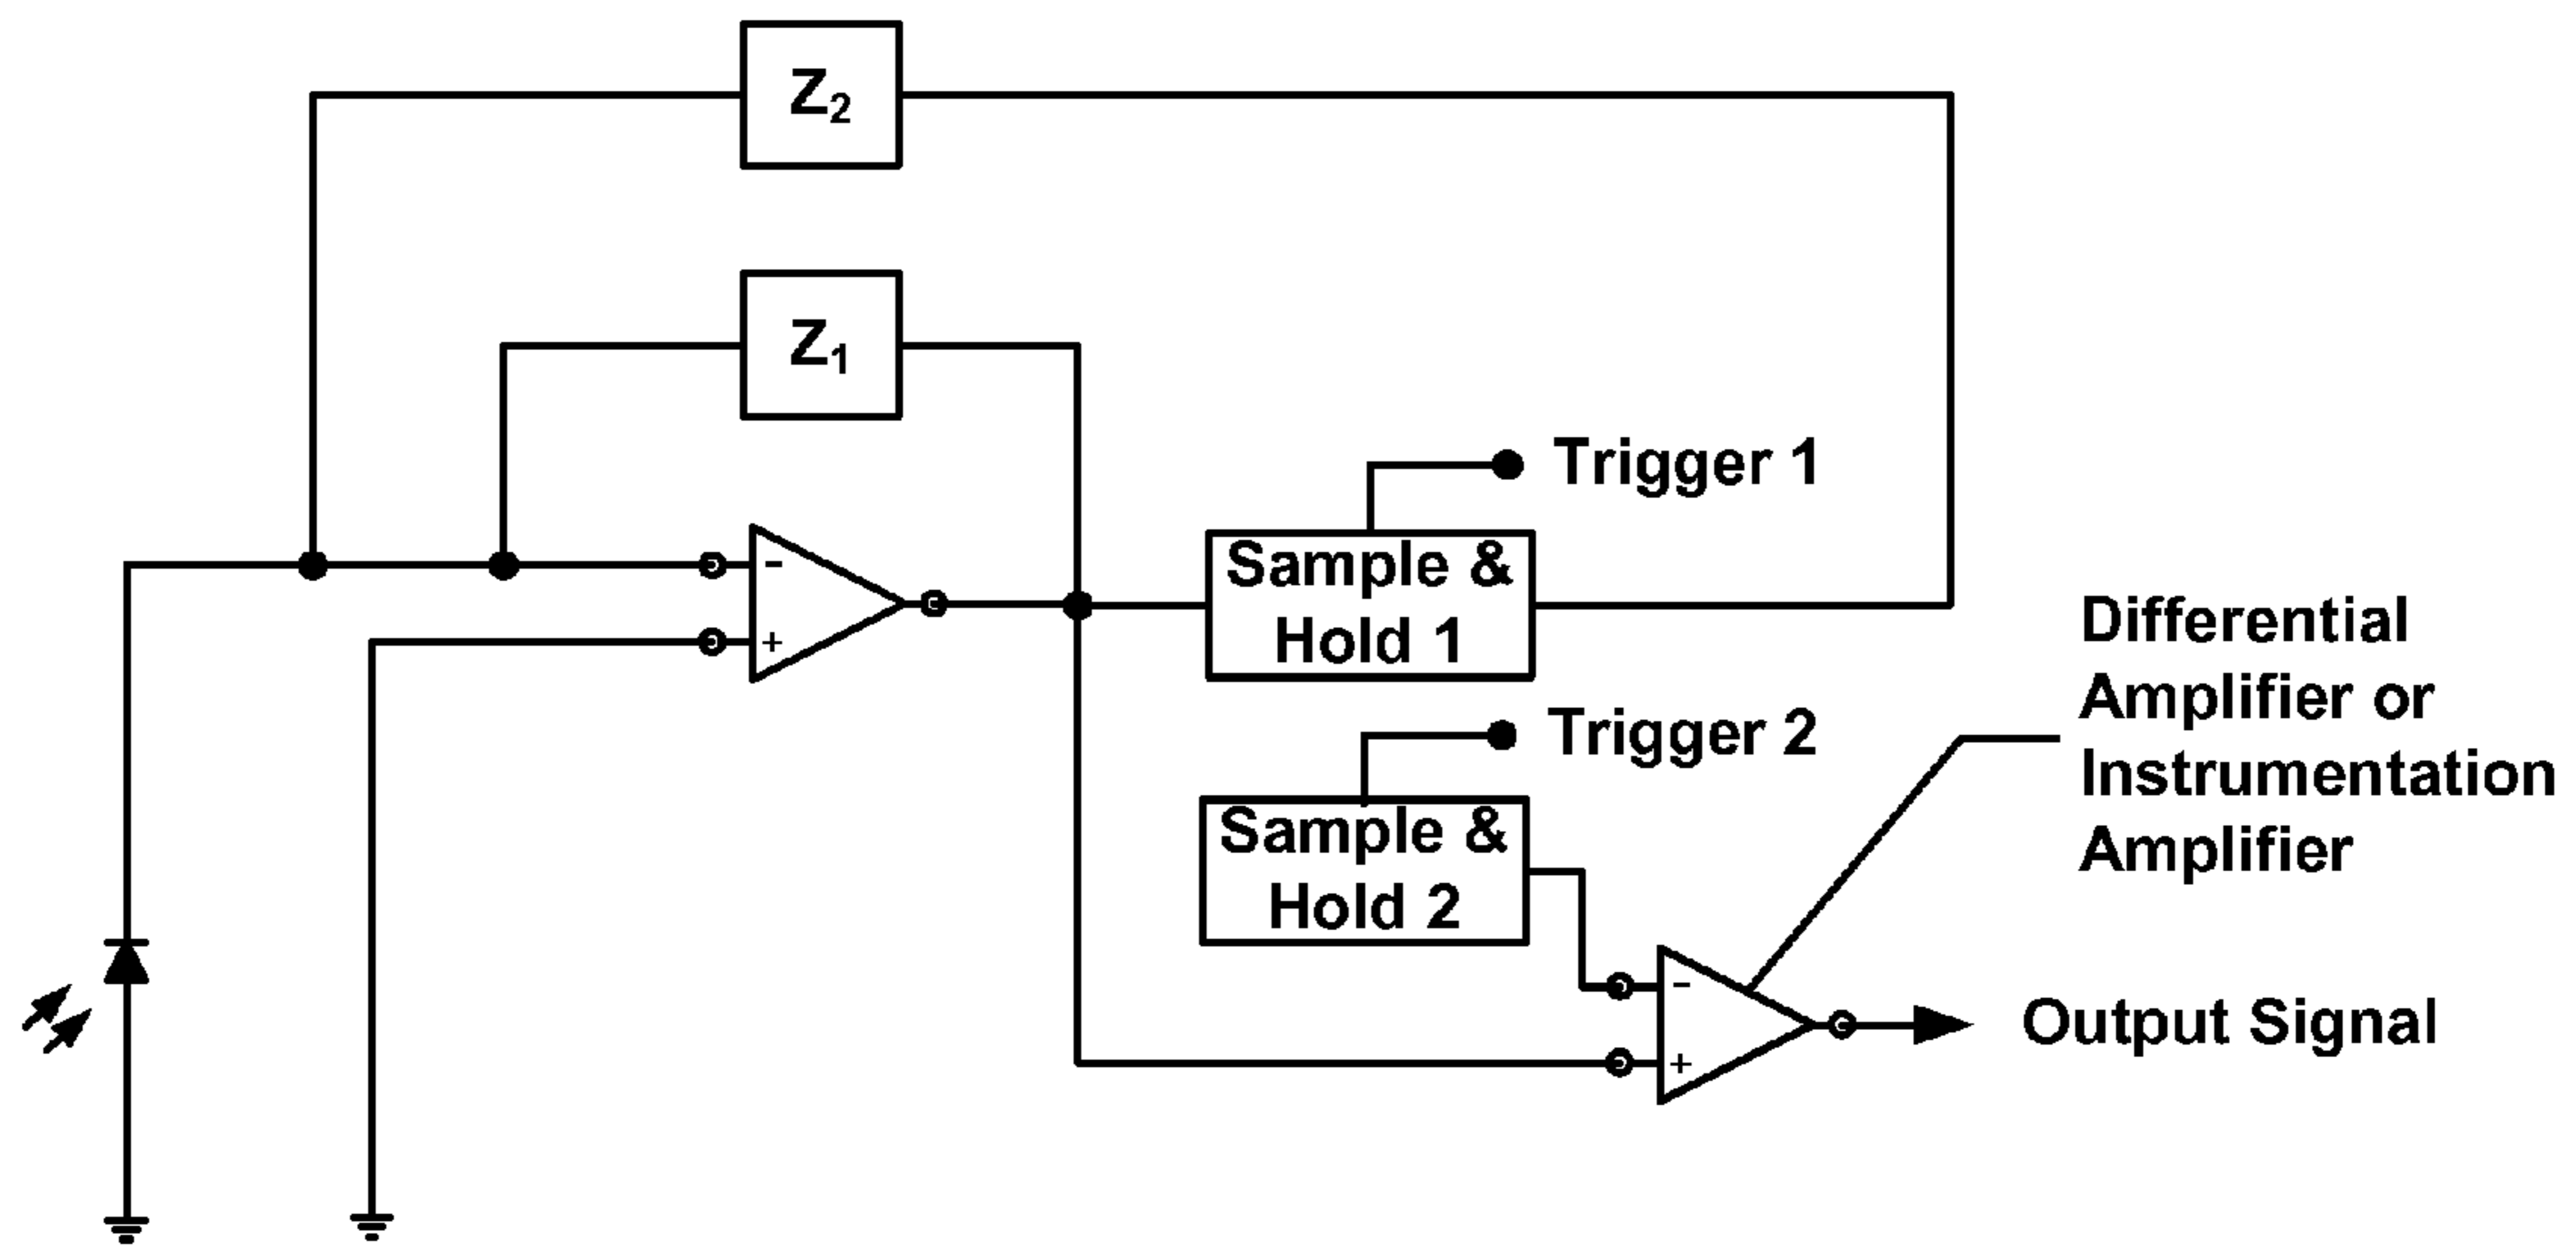 Z₂
Z₁
Trigger 1
Sample &
Hold 1
-
+
Trigger 2
Sample &
Hold 2
Differential
Amplifier or
Instrumentation
Amplifier
-
+
Output Signal